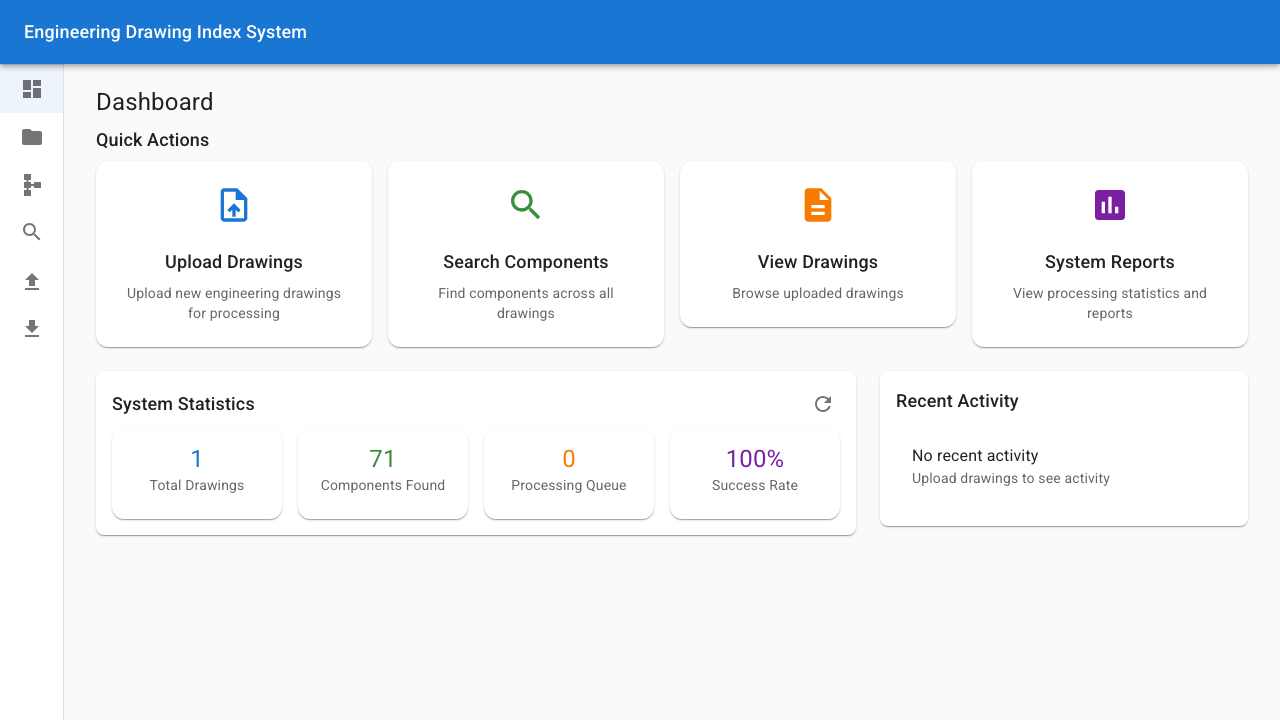 Engineering Drawing Index System
Dashboard
Quick Actions
Upload Drawings
Upload new engineering drawings
for processing
Search Components
Find components across all
drawings
View Drawings
Browse uploaded drawings
System Reports
View processing statistics and
reports
System Statistics
1
Total Drawings
71
Components Found
0
Processing Queue
100%
Success Rate
Recent Activity
No recent activity
Upload drawings to see activity